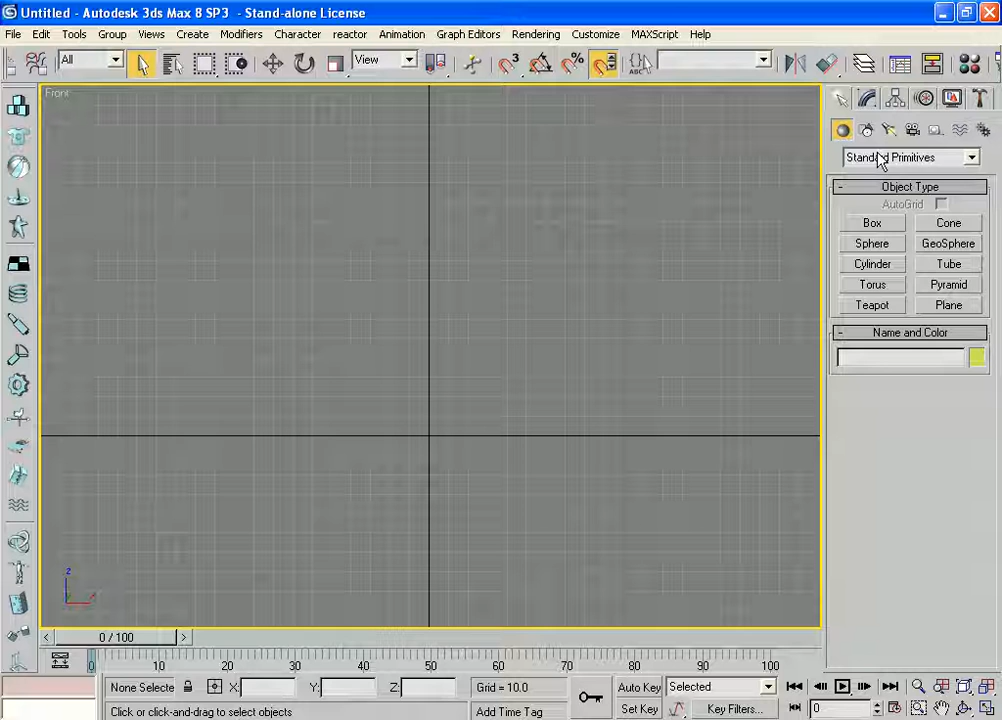 Untitled - Autodesk 3ds Max 8 SP3 - Stand-alone License
File Edit Tools Group Views Create Modifiers Character reactor Animation Graph Editors Rendering Customize MAXScript Help
All View
Front
Standard Primitives
- Object Type
AutoGrid
Box Cone
Sphere GeoSphere
Cylinder Tube
Torus Pyramid
Teapot Plane
- Name and Color
z
< 0 / 100 >
0 10 20 30 40 50 60 70 80 90 100
None Selecte X: Y: Z: Grid = 10.0 Auto Key Selected
Click or click-and-drag to select objects Add Time Tag Set Key Key Filters... 0